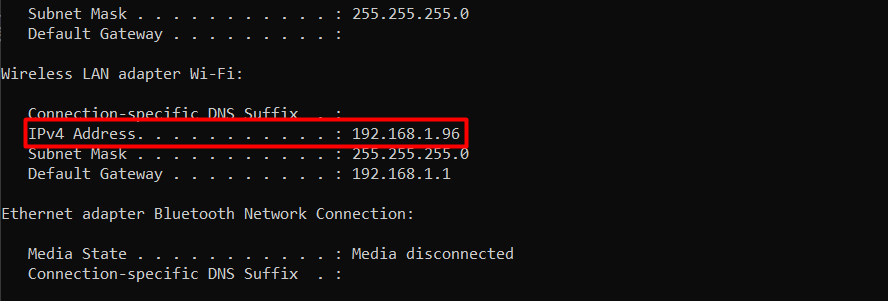 Subnet Mask . . . . . . . . . . . : 255.255.255.0
Default Gateway . . . . . . . . . :
Wireless LAN adapter Wi-Fi:
Connection-specific DNS Suffix  . :
IPv4 Address. . . . . . . . . . . : 192.168.1.96
Subnet Mask . . . . . . . . . . . : 255.255.255.0
Default Gateway . . . . . . . . . : 192.168.1.1
Ethernet adapter Bluetooth Network Connection:
Media State . . . . . . . . . . . : Media disconnected
Connection-specific DNS Suffix  . :